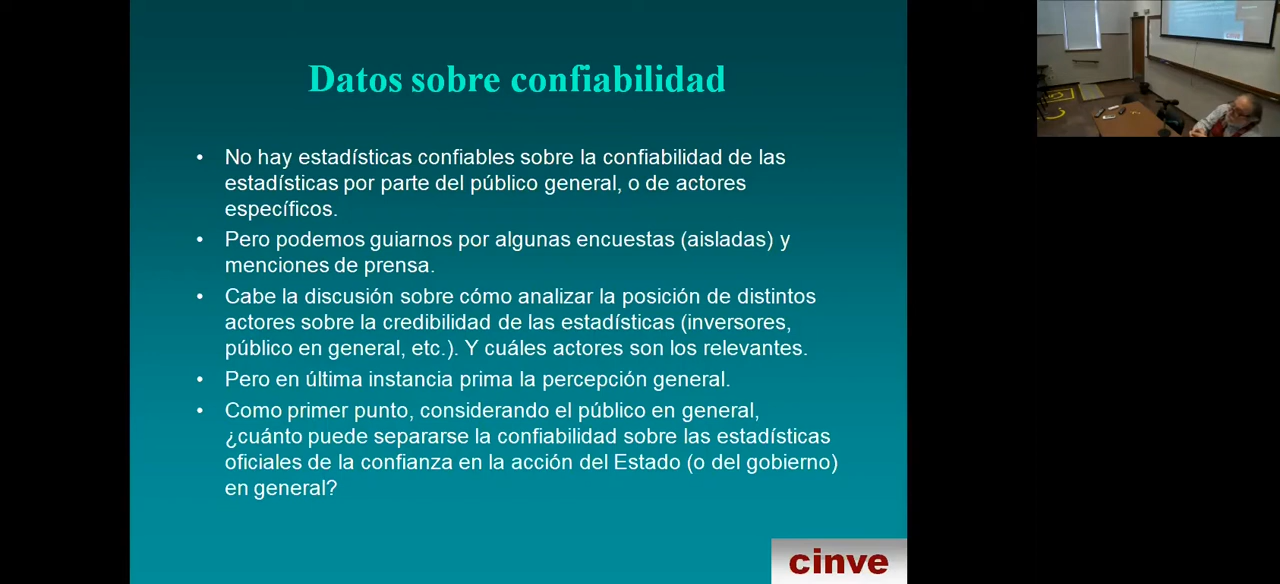 Datos sobre confiabilidad
• No hay estadísticas confiables sobre la confiabilidad de las
estadísticas por parte del público general, o de actores
específicos.
• Pero podemos guiarnos por algunas encuestas (aisladas) y
menciones de prensa.
• Cabe la discusión sobre cómo analizar la posición de distintos
actores sobre la credibilidad de las estadísticas (inversores,
público en general, etc.). Y cuáles actores son los relevantes.
• Pero en última instancia prima la percepción general.
• Como primer punto, considerando el público en general,
¿cuánto puede separarse la confiabilidad sobre las estadísticas
oficiales de la confianza en la acción del Estado (o del gobierno)
en general?
cinve